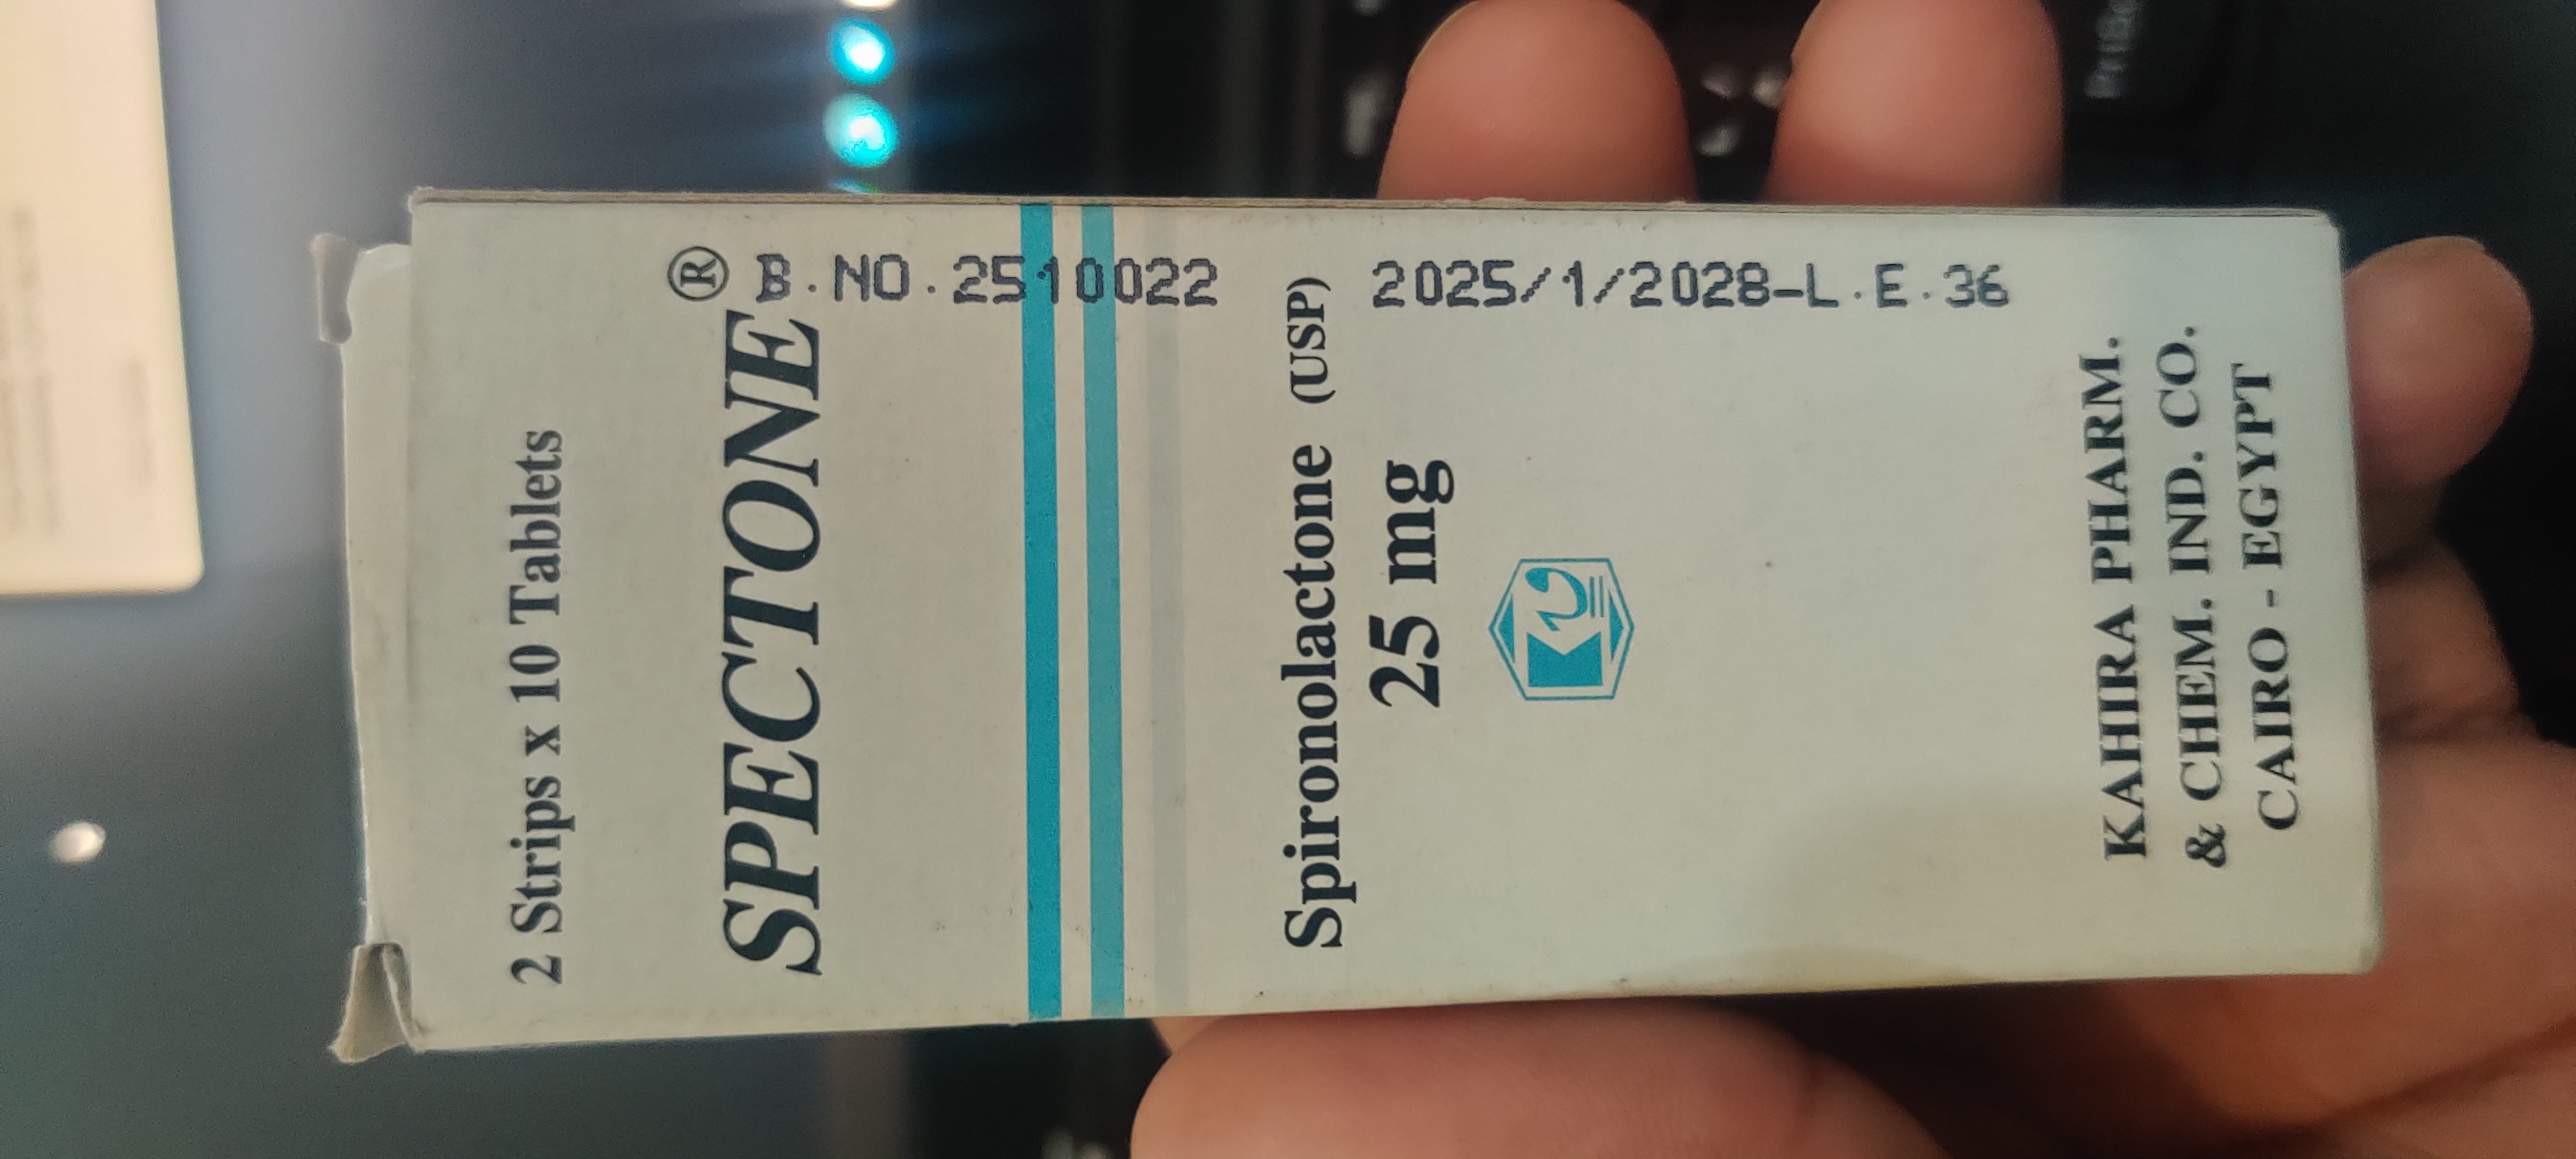 2 Strips x 10 Tablets
SPECTONE®
B.NO.2510022
2025/1/2028-L.E.36
Spironolactone (USP)
25 mg
KAHIRA PHARM.
& CHEM. IND. CO.
CAIRO - EGYPT